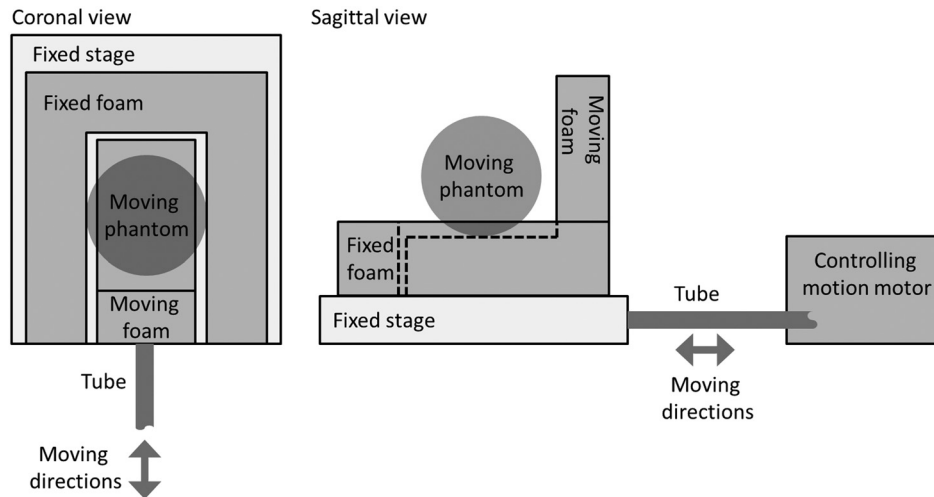 Coronal view
Fixed stage
Fixed foam
Moving
phantom
Moving
foam
Tube
Moving
directions
Sagittal view
Moving
foam
Moving
phantom
Fixed
foam
Fixed stage
Tube
Moving
directions
Controlling
motion motor